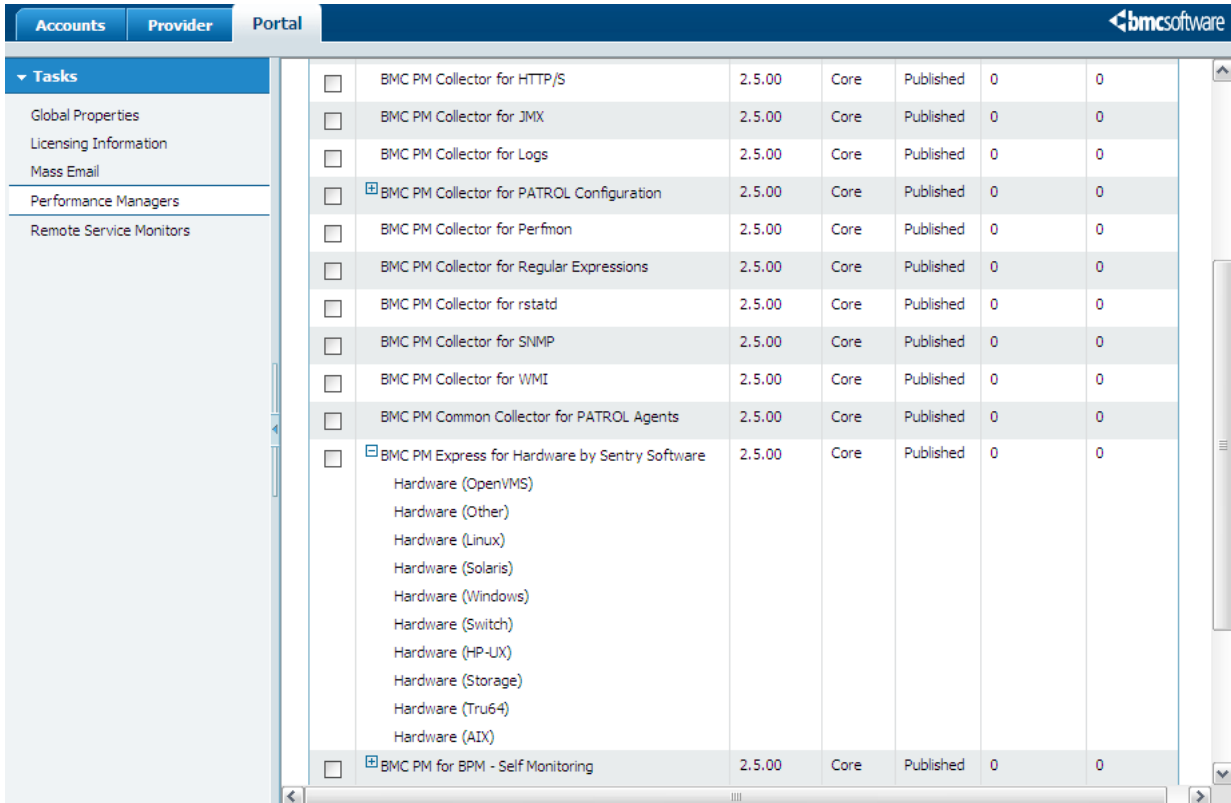 Accounts Provider Portal bmcsoftware
Tasks
Global Properties
Licensing Information
Mass Email
Performance Managers
Remote Service Monitors
BMC PM Collector for HTTP/S 2.5.00 Core Published 0 0
BMC PM Collector for JMX 2.5.00 Core Published 0 0
BMC PM Collector for Logs 2.5.00 Core Published 0 0
BMC PM Collector for PATROL Configuration 2.5.00 Core Published 0 0
BMC PM Collector for Perfmon 2.5.00 Core Published 0 0
BMC PM Collector for Regular Expressions 2.5.00 Core Published 0 0
BMC PM Collector for rstatd 2.5.00 Core Published 0 0
BMC PM Collector for SNMP 2.5.00 Core Published 0 0
BMC PM Collector for WMI 2.5.00 Core Published 0 0
BMC PM Common Collector for PATROL Agents 2.5.00 Core Published 0 0
BMC PM Express for Hardware by Sentry Software 2.5.00 Core Published 0 0
Hardware (OpenVMS)
Hardware (Other)
Hardware (Linux)
Hardware (Solaris)
Hardware (Windows)
Hardware (Switch)
Hardware (HP-UX)
Hardware (Storage)
Hardware (Tru64)
Hardware (AIX)
BMC PM for BPM - Self Monitoring 2.5.00 Core Published 0 0